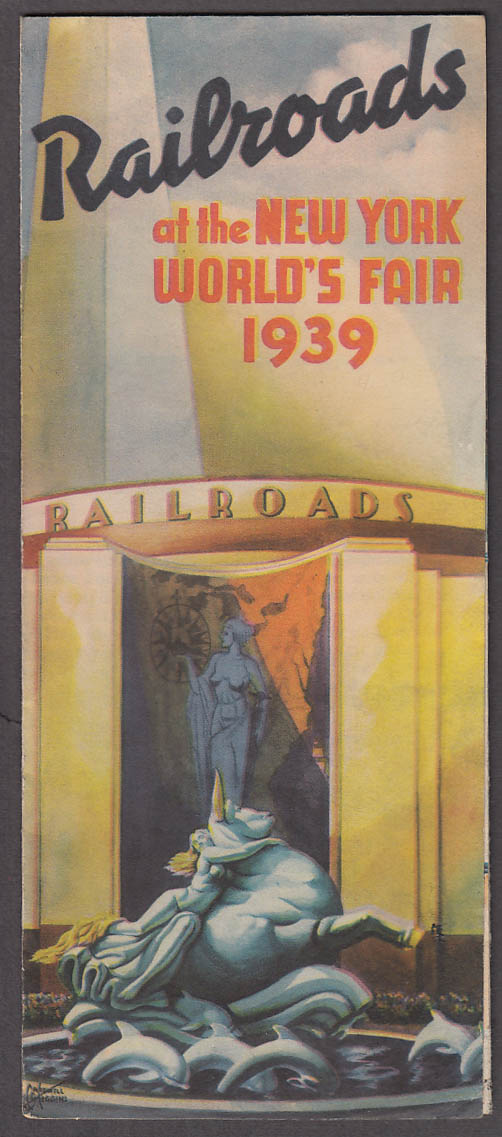 Railroads
at the NEW YORK
WORLD'S FAIR
1939
RAILROADS